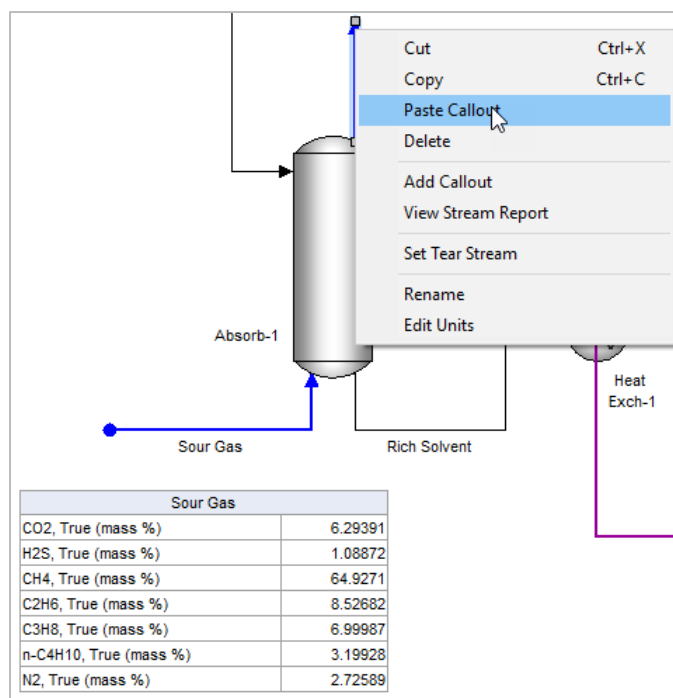 Cut Ctrl+X
Copy Ctrl+C
Paste Callout
Delete
Add Callout
View Stream Report
Set Tear Stream
Rename
Edit Units
Absorb-1
Heat
Exch-1
Sour Gas
Rich Solvent
Sour Gas
CO2, True (mass %) 6.29391
H2S, True (mass %) 1.08872
CH4, True (mass %) 64.9271
C2H6, True (mass %) 8.52682
C3H8, True (mass %) 6.99987
n-C4H10, True (mass %) 3.19928
N2, True (mass %) 2.72589